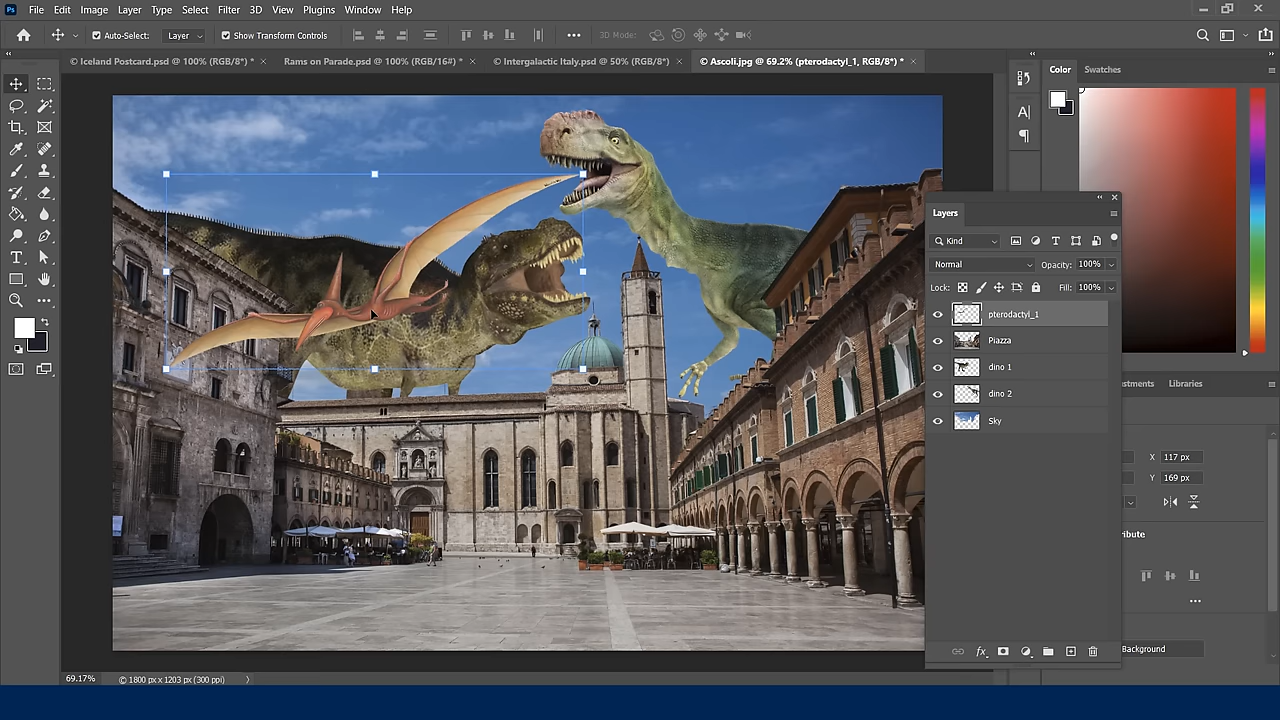 Ps File Edit Image Layer Type Select Filter 3D View Plugins Window Help
Auto-Select: Layer Show Transform Controls 3D Mode:
© Iceland Postcard.psd @ 100% (RGB/8*) * × Rams on Parade.psd @ 100% (RGB/16#) * × © Intergalactic Italy.psd @ 50% (RGB/8*) × © Ascoli.jpg @ 69.2% (pterodactyl_1, RGB/8*) * ×
Color Swatches
Layers
Kind
Normal Opacity: 100%
Lock: Fill: 100%
pterodactyl_1
Piazza
dino 1
dino 2
Sky
stments Libraries
X 117 px
Y 169 px
ribute
Background
69.17% © 1800 px x 1203 px (300 ppi)